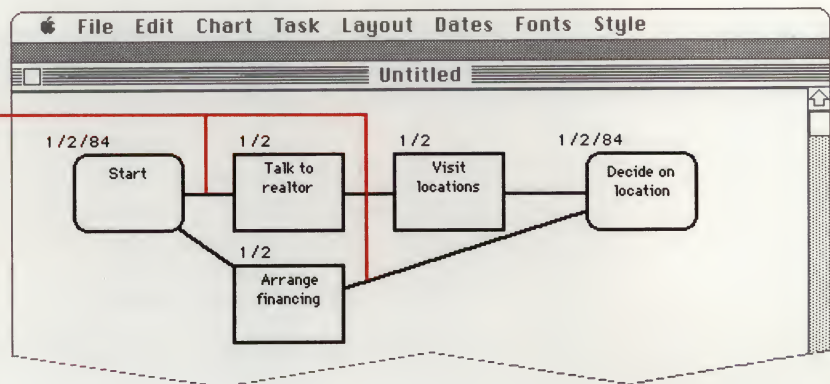 File Edit Chart Task Layout Dates Fonts Style
Untitled
1/2/84
Start
1/2
Talk to
realtor
1/2
Visit
locations
1/2/84
Decide on
location
1/2
Arrange
financing